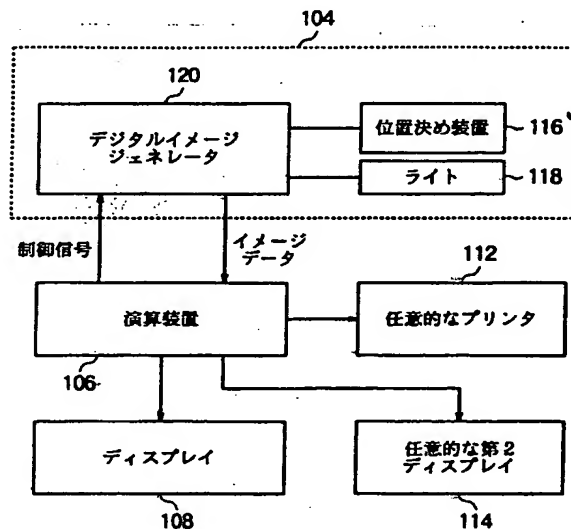 104
120
デジタルイメージ
ジェネレータ
位置決め装置
116
ライト
118
制御信号
イメージ
データ
112
演算装置
任意的なプリンタ
106
ディスプレイ
任意的な第2
ディスプレイ
108
114